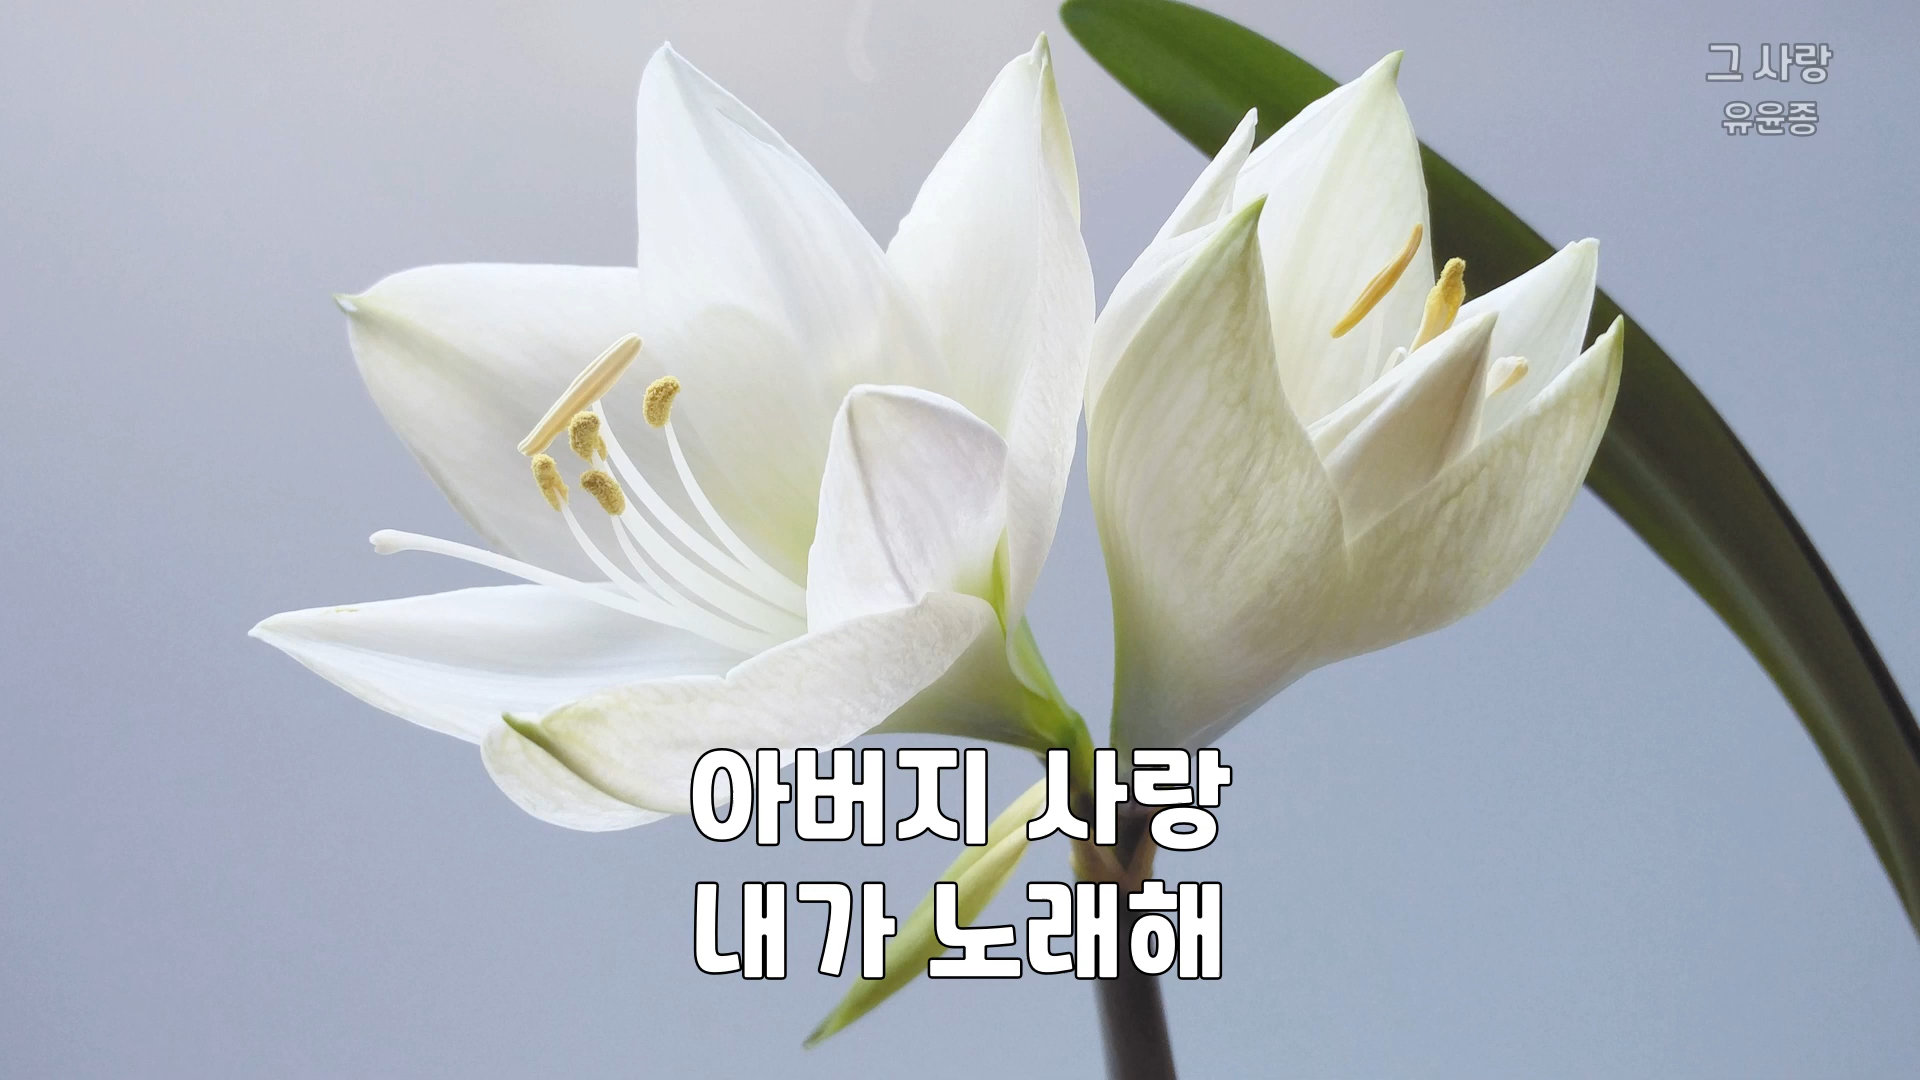 그 사랑
유윤종
아버지 사랑
내가 노래해